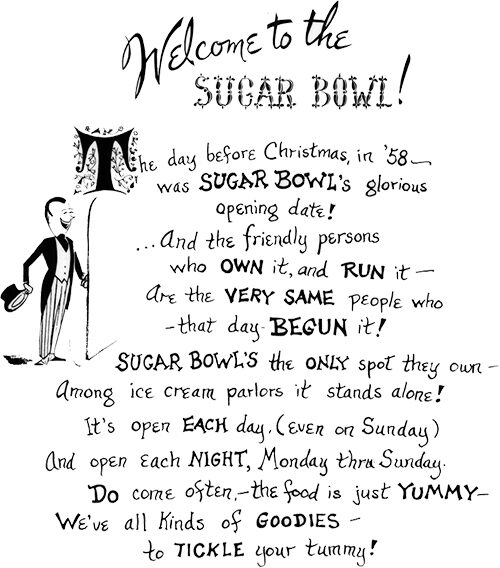 Welcome to the
SUGAR BOWL!
The day before Christmas, in '58—
was SUGAR BOWL's glorious
opening date!
...And the friendly persons
who OWN it, and RUN it—
Are the VERY SAME people who
-that day- BEGUN it!
SUGAR BOWL'S the ONLY spot they own-
Among ice cream parlors it stands alone!
It's open EACH day, (even on Sunday)
And open each NIGHT, Monday thru Sunday.
Do come often,-the food is just YUMMY-
We've all kinds of GOODIES -
to TICKLE your tummy!